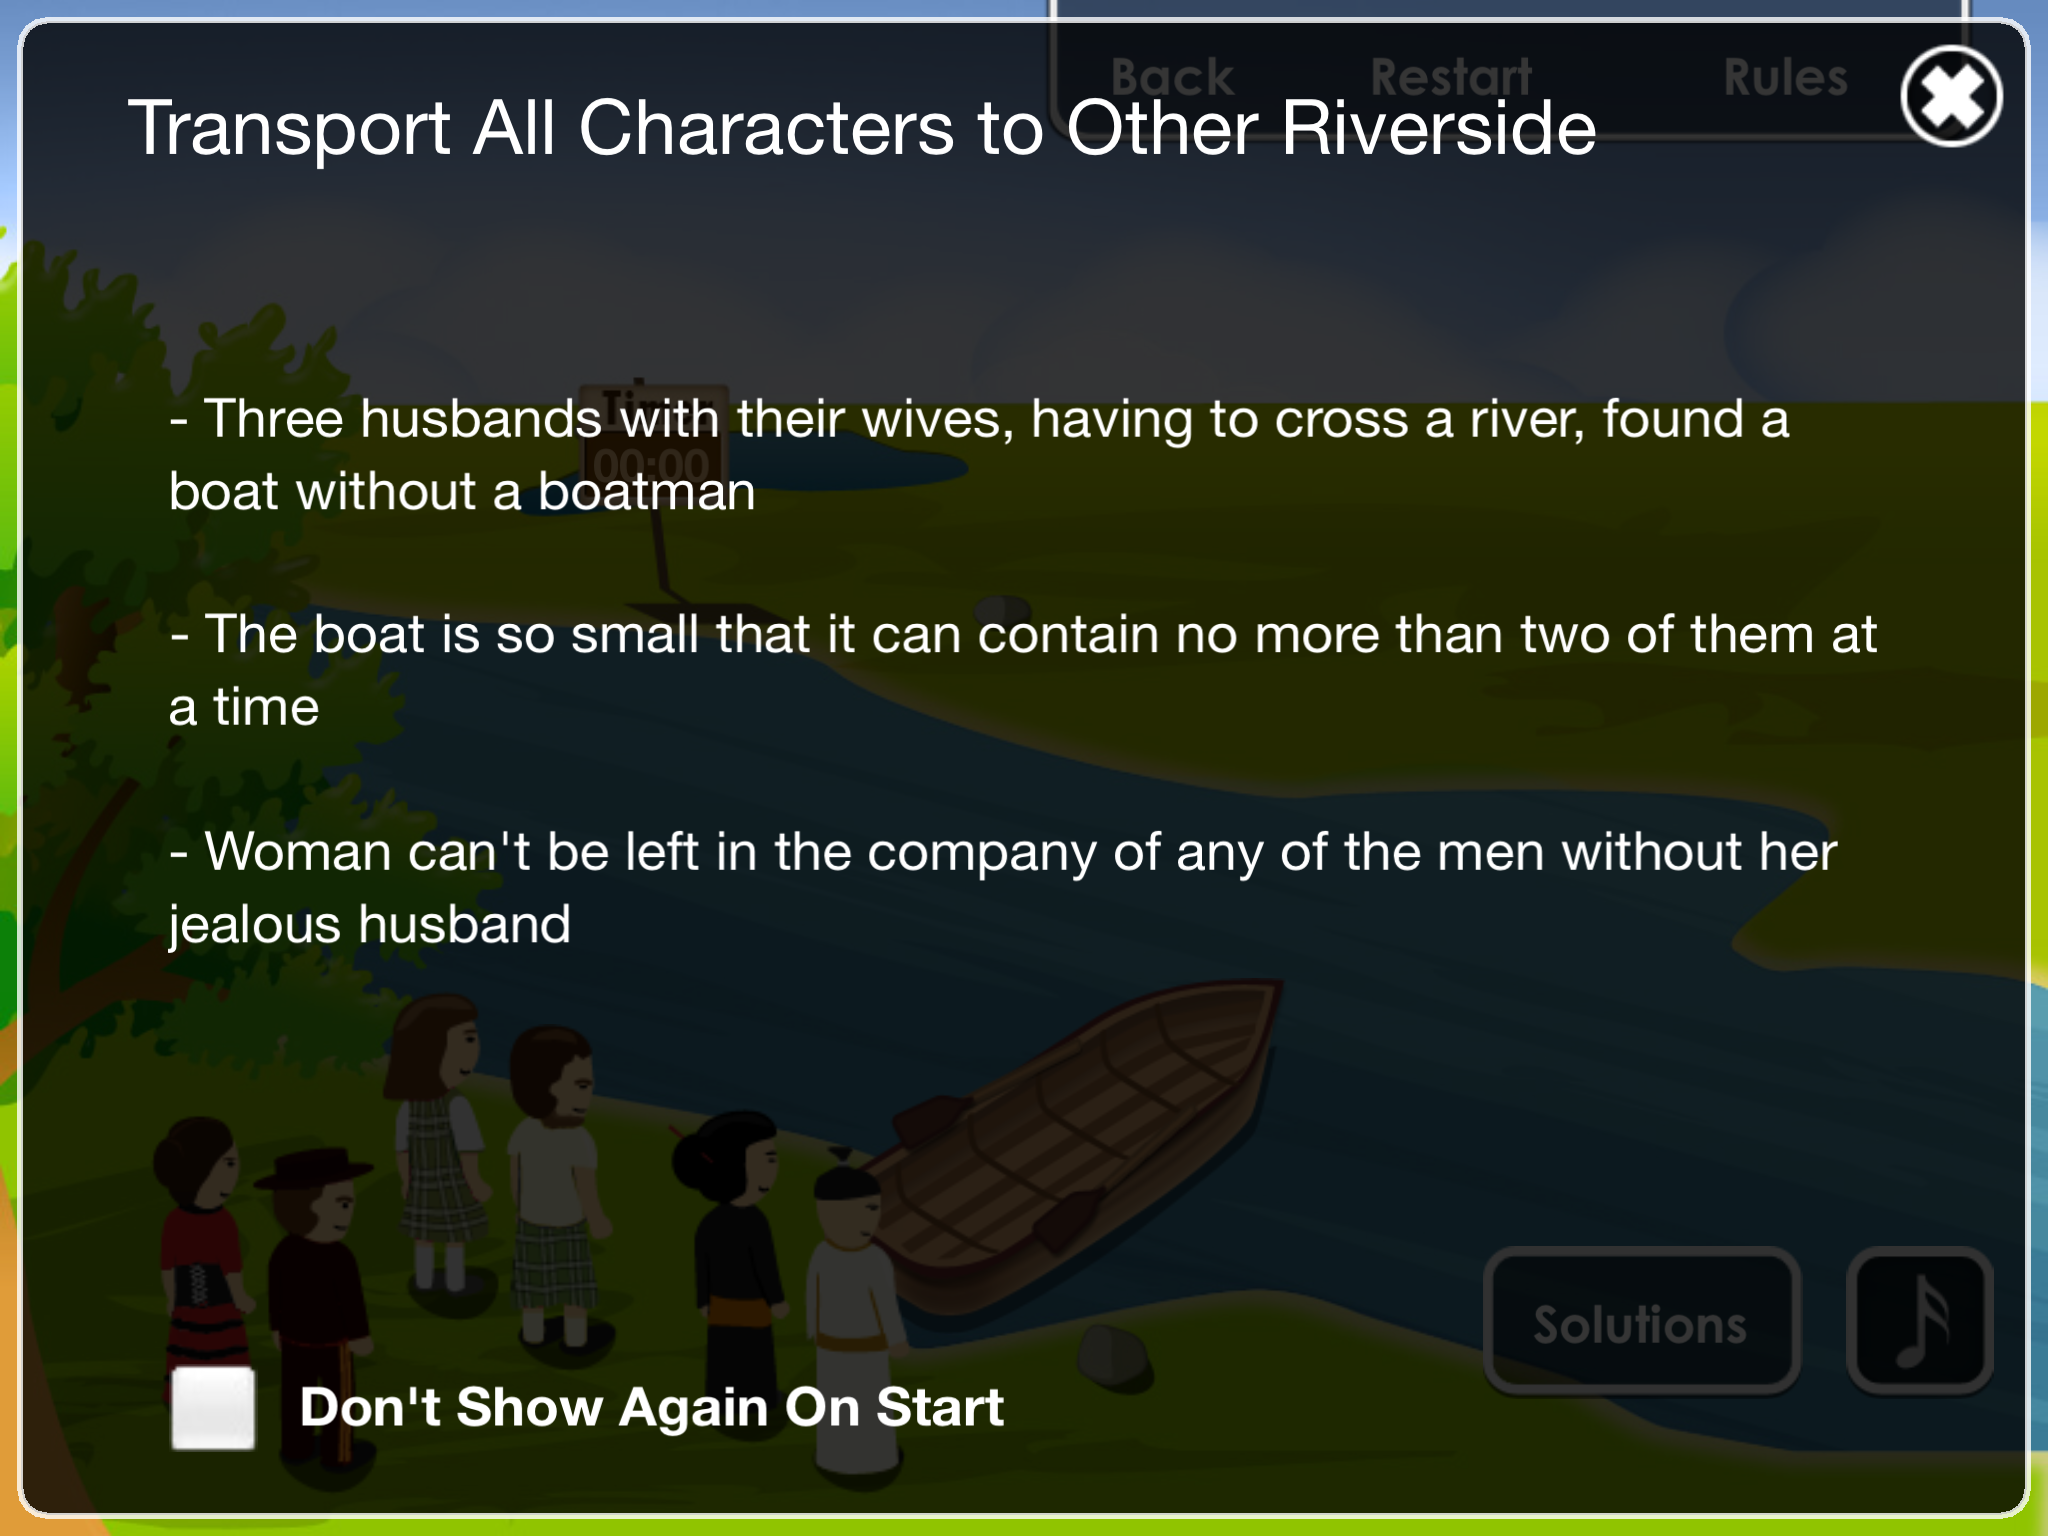 Back Restart Rules
Transport All Characters to Other Riverside
Timer
00:00
- Three husbands with their wives, having to cross a river, found a
boat without a boatman
- The boat is so small that it can contain no more than two of them at
a time
- Woman can't be left in the company of any of the men without her
jealous husband
Solutions
Don't Show Again On Start